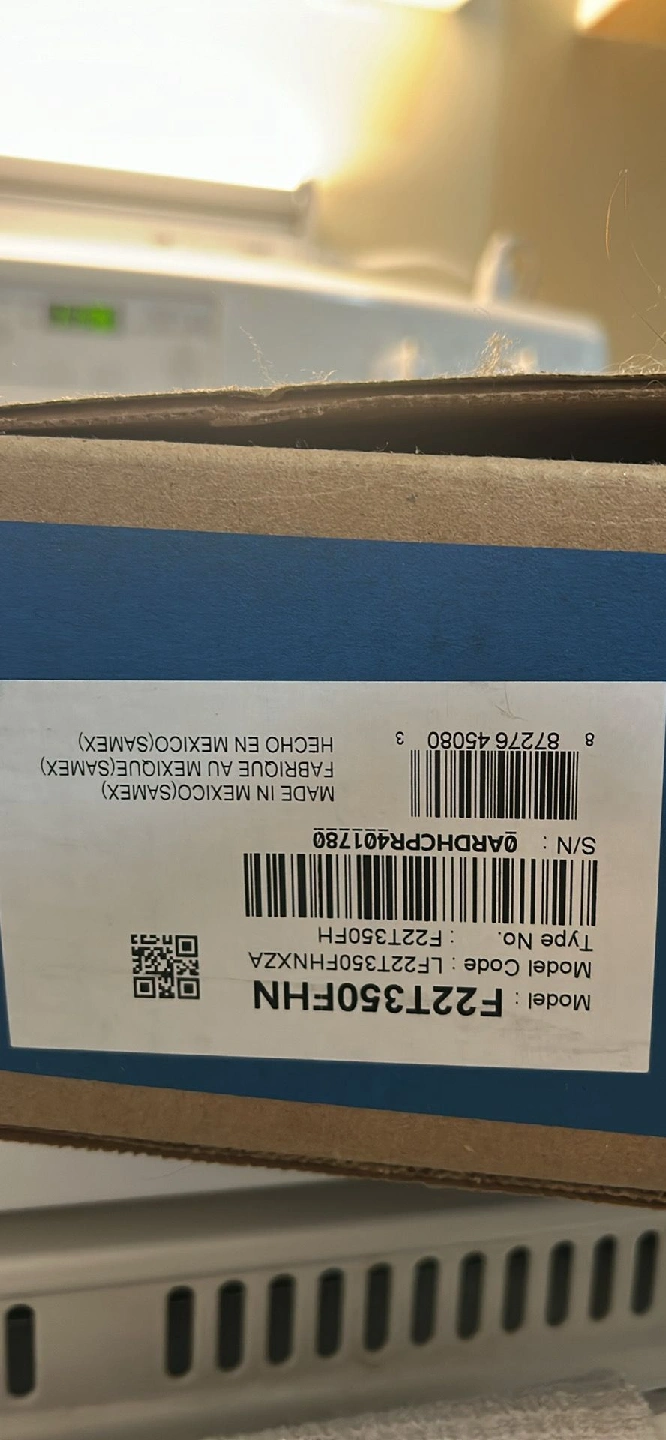 Model : F22T350FHN
Model Code : LF22T350FHNXZA
Type No. : F22T350FH
S/N : 0ARDHCPR401780
8 87276 45080 3
MADE IN MEXICO(SAMEX)
FABRIQUE AU MEXIQUE(SAMEX)
HECHO EN MEXICO(SAMEX)